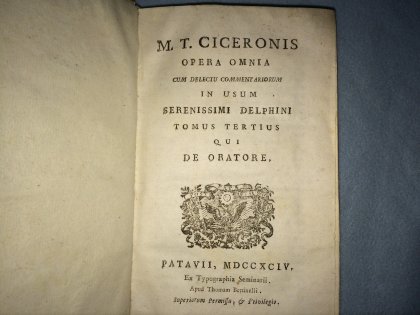 M. T. CICERONIS
OPERA OMNIA
CUM DELECTU COMMENTARIORUM
IN USUM
SERENISSIMI DELPHINI
TOMUS TERTIUS
QUI
DE ORATORE.
PATAVII, MDCCXCIV.
Ex Typographia Seminarii.
Apud Thomam Bettinelli.
Superiorum Permissu, & Privilegio.